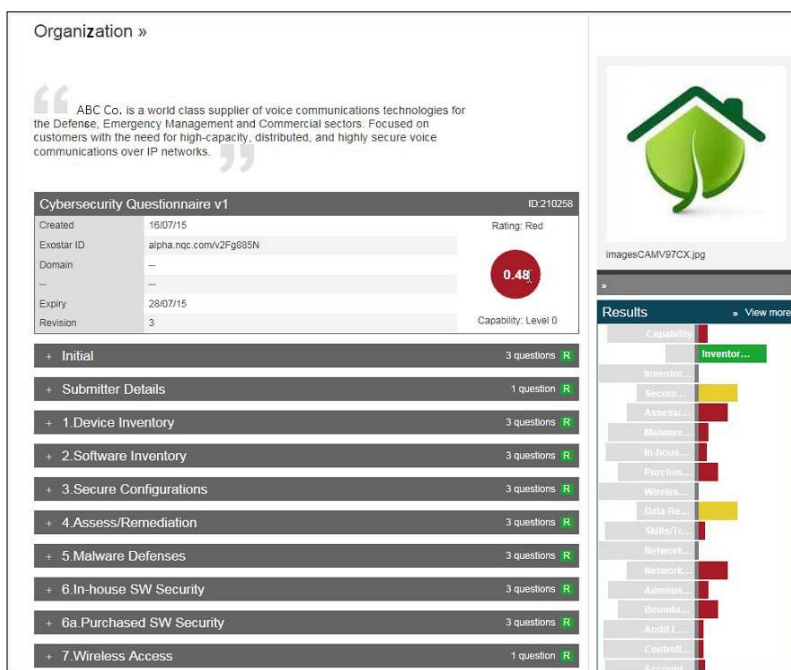 Organization »
ABC Co. is a world class supplier of voice communications technologies for
the Defense, Emergency Management and Commercial sectors. Focused on
customers with the need for high-capacity, distributed, and highly secure voice
communications over IP networks.
Cybersecurity Questionnaire v1 ID:210258
Created 16/07/15 Rating: Red
Exostar ID alpha.nqc.com/v2Fg885N
Domain --
-- --
0.48
Expiry 28/07/15
Revision 3 Capability: Level 0
+ Initial 3 questions R
+ Submitter Details 1 question R
+ 1.Device Inventory 3 questions R
+ 2.Software Inventory 3 questions R
+ 3.Secure Configurations 3 questions R
+ 4.Assess/Remediation 3 questions R
+ 5.Malware Defenses 3 questions R
+ 6.In-house SW Security 3 questions R
+ 6a.Purchased SW Security 3 questions R
+ 7.Wireless Access 1 question R
imagesCAMV97CX.jpg
»
Results » View more
Capability
Inventor...
Inventor...
Secure...
Assess/...
Malware...
In-hous...
Purchas...
Wireles...
Data Re...
Skills/Tr...
Network...
Network...
Adminis...
Bounda...
Audit L...
Controll...
Account...